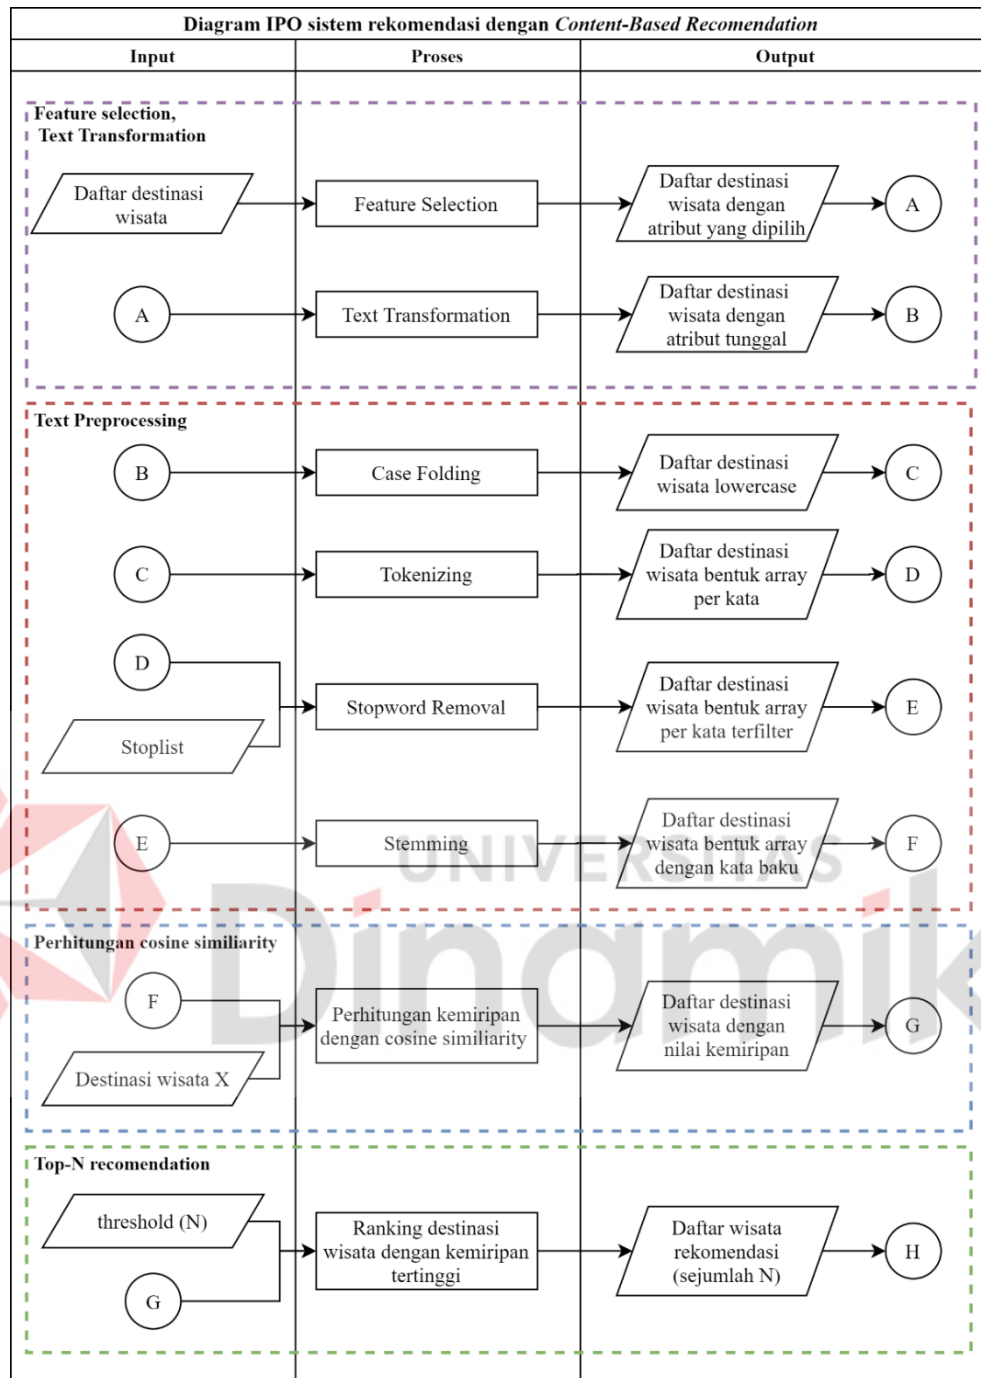 Diagram IPO sistem rekomendasi dengan Content-Based Recomendation
Input
Proses
Output
Feature selection,
Text Transformation
Daftar destinasi
wisata
Feature Selection
Daftar destinasi
wisata dengan
atribut yang dipilih
A
A
Text Transformation
Daftar destinasi
wisata dengan
atribut tunggal
B
Text Preprocessing
B
Case Folding
Daftar destinasi
wisata lowercase
C
C
Tokenizing
Daftar destinasi
wisata bentuk array
per kata
D
D
Stoplist
Stopword Removal
Daftar destinasi
wisata bentuk array
per kata terfilter
E
E
Stemming
Daftar destinasi
wisata bentuk array
dengan kata baku
F
UNIVERSITAS
Dinamik
Perhitungan cosine similiarity
F
Destinasi wisata X
Perhitungan kemiripan
dengan cosine similiarity
Daftar destinasi
wisata dengan
nilai kemiripan
G
Top-N recomendation
threshold (N)
G
Ranking destinasi
wisata dengan kemiripan
tertinggi
Daftar wisata
rekomendasi
(sejumlah N)
H